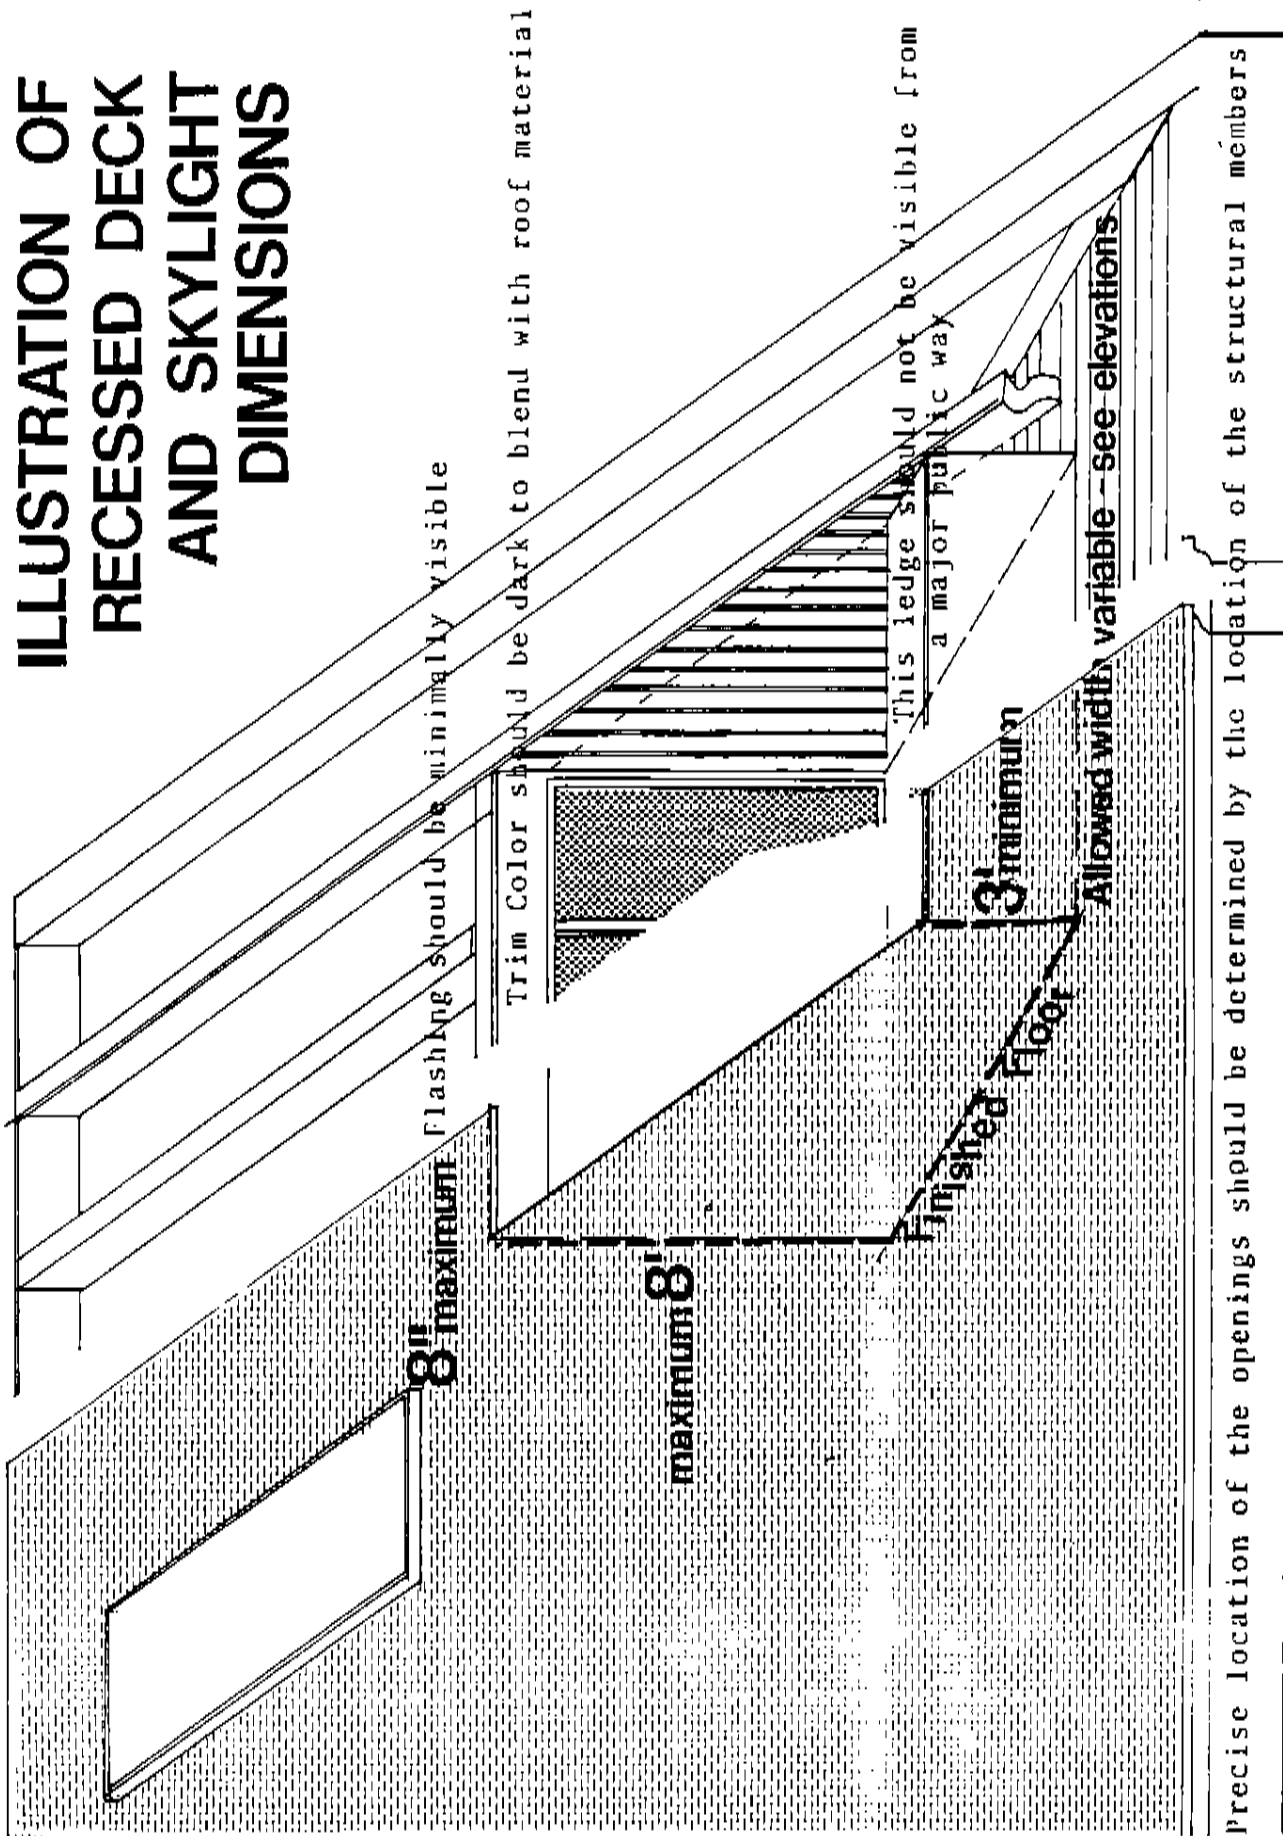 ILLUSTRATION OF
RECESSED DECK
AND SKYLIGHT
DIMENSIONS
8" maximum
Flashing should be minimally visible
Trim Color should be dark to blend with roof material
maximum 8'
This ledge should not be visible from
a major public way
3' minimum
Finished Floor
Allowed width variable - see elevations
Precise location of the openings should be determined by the location of the structural members